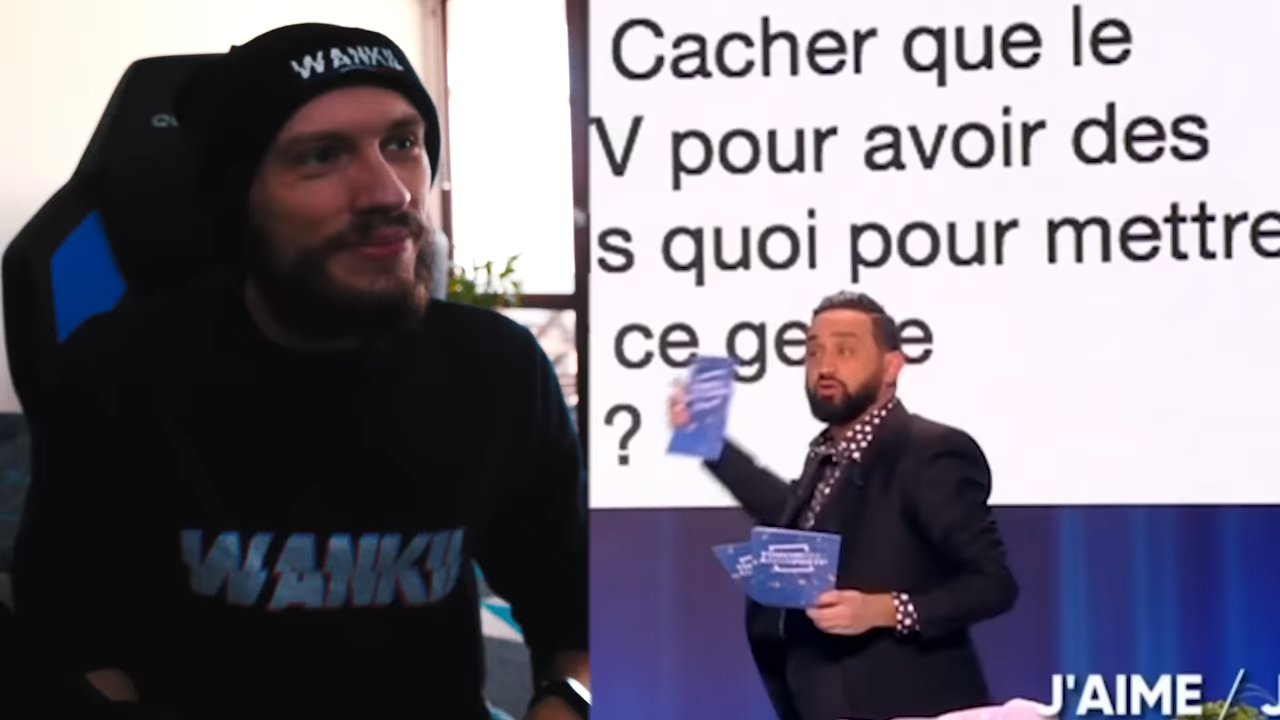 WANKIL
WANKIL
Cacher que le
V pour avoir des
s quoi pour mettre
ce ge e
?
J'AIME / J